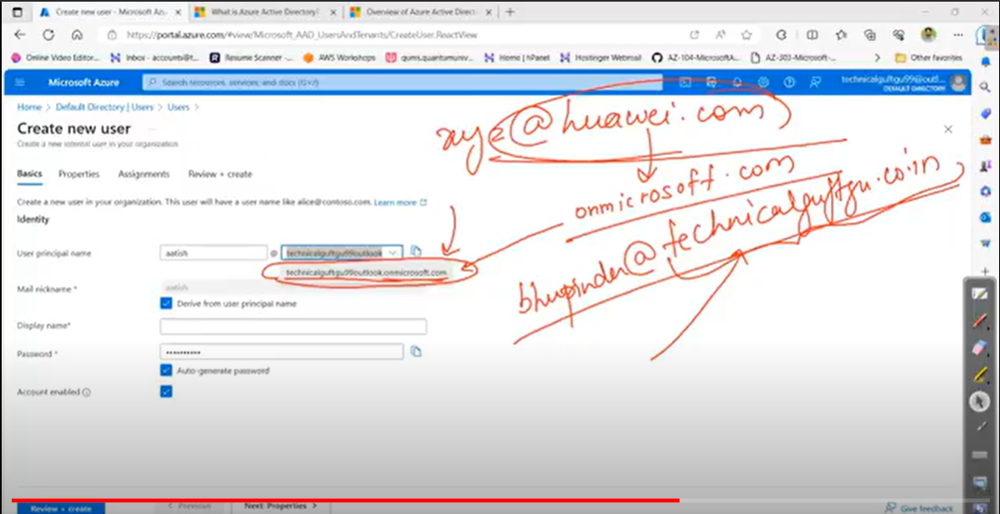 Create new user - Microsoft Az
What is Azure Active Directory?
Overview of Azure Active Direct
https://portal.azure.com/#view/Microsoft_AAD_UsersAndTenants/CreateUser.ReactView
Online Video Editor...
Inbox - accounts@t...
Resume Scanner -...
AWS Workshops
qums.quantumuniv...
Home | hPanel
Hostinger Webmail
AZ-104-MicrosoftA...
AZ-303-Microsoft-...
Other favorites
Microsoft Azure
Search resources, services, and docs (G+/)
technicalguftgu99@outl...
DEFAULT DIRECTORY
Home > Default Directory | Users > Users >
Create new user
Create a new internal user in your organization
xyz@huawei.com
Basics Properties Assignments Review + create
onmicrosoft.com
Create a new user in your organization. This user will have a user name like alice@contoso.com. Learn more
Identity
bhupinder@technicalguftgu.co.in
User principal name
aatish @ technicalguftgu99outlook
technicalguftgu99outlook.onmicrosoft.com
Mail nickname *
aatish
Derive from user principal name
Display name*
Password *
Auto-generate password
Account enabled
Review + create
< Previous
Next: Properties >
Give feedback